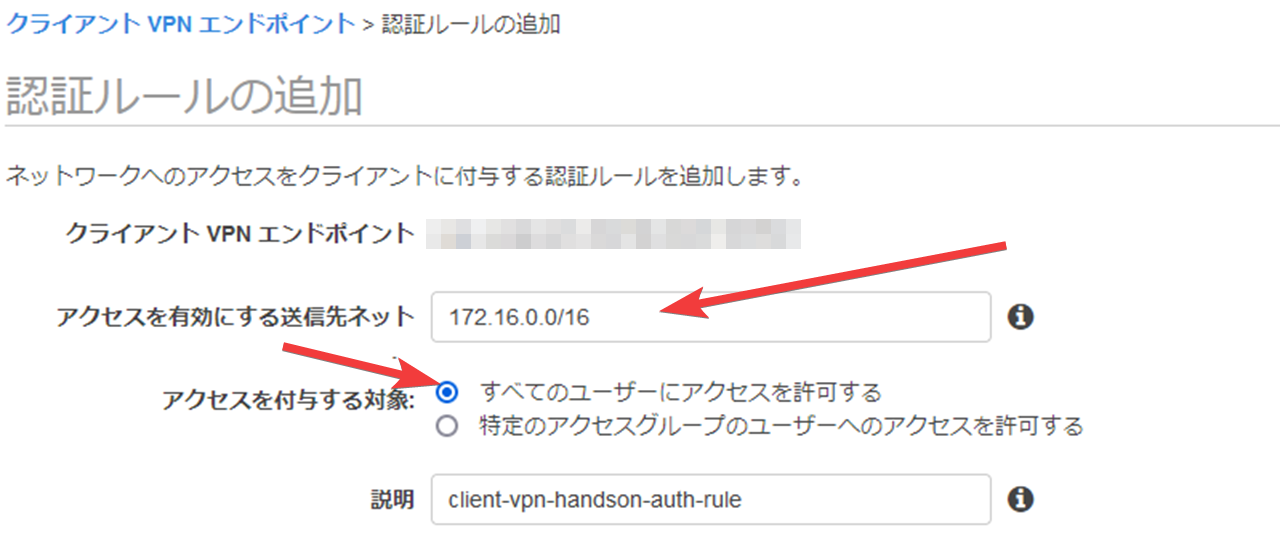 クライアント VPN エンドポイント > 認証ルールの追加
認証ルールの追加
ネットワークへのアクセスをクライアントに付与する認証ルールを追加します。
クライアント VPN エンドポイント
アクセスを有効にする送信先ネット 172.16.0.0/16
アクセスを付与する対象: すべてのユーザーにアクセスを許可する
特定のアクセスグループのユーザーへのアクセスを許可する
説明 client-vpn-handson-auth-rule